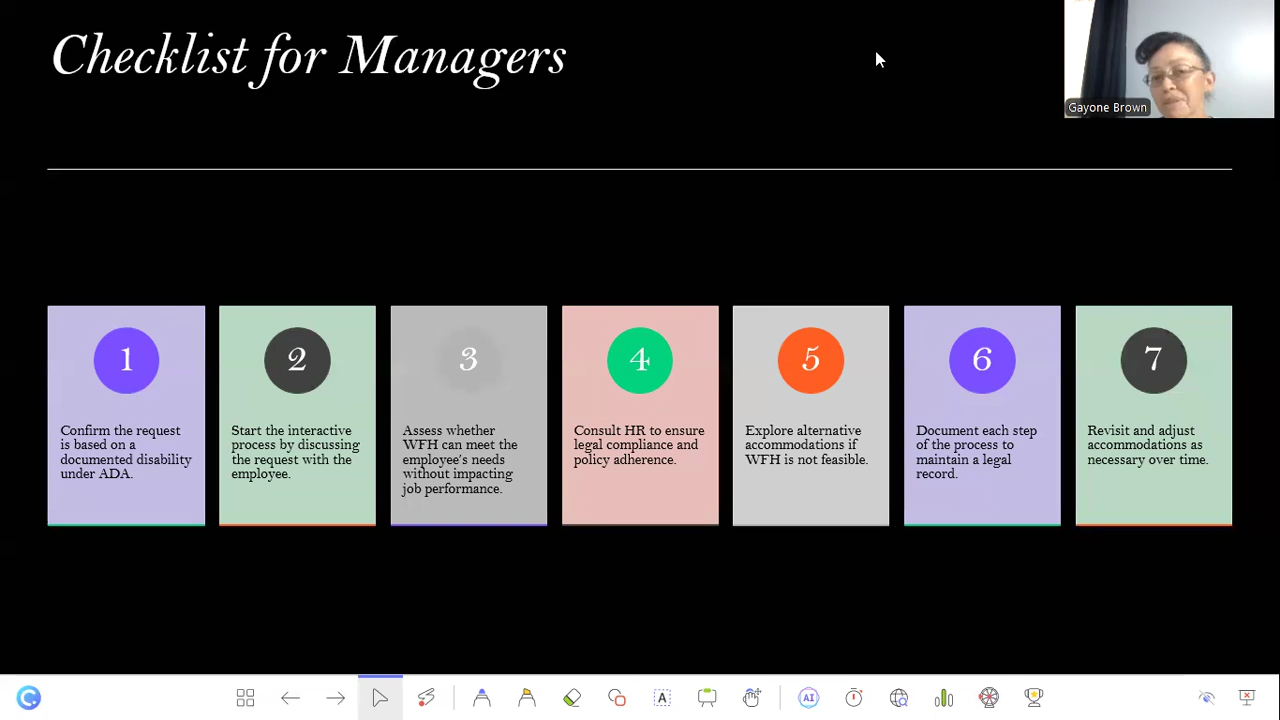 Checklist for Managers
Gayone Brown
1
Confirm the request
is based on a
documented disability
under ADA.
2
Start the interactive
process by discussing
the request with the
employee.
3
Assess whether
WFH can meet the
employee's needs
without impacting
job performance.
4
Consult HR to ensure
legal compliance and
policy adherence.
5
Explore alternative
accommodations if
WFH is not feasible.
6
Document each step
of the process to
maintain a legal
record.
7
Revisit and adjust
accommodations as
necessary over time.
A
AI